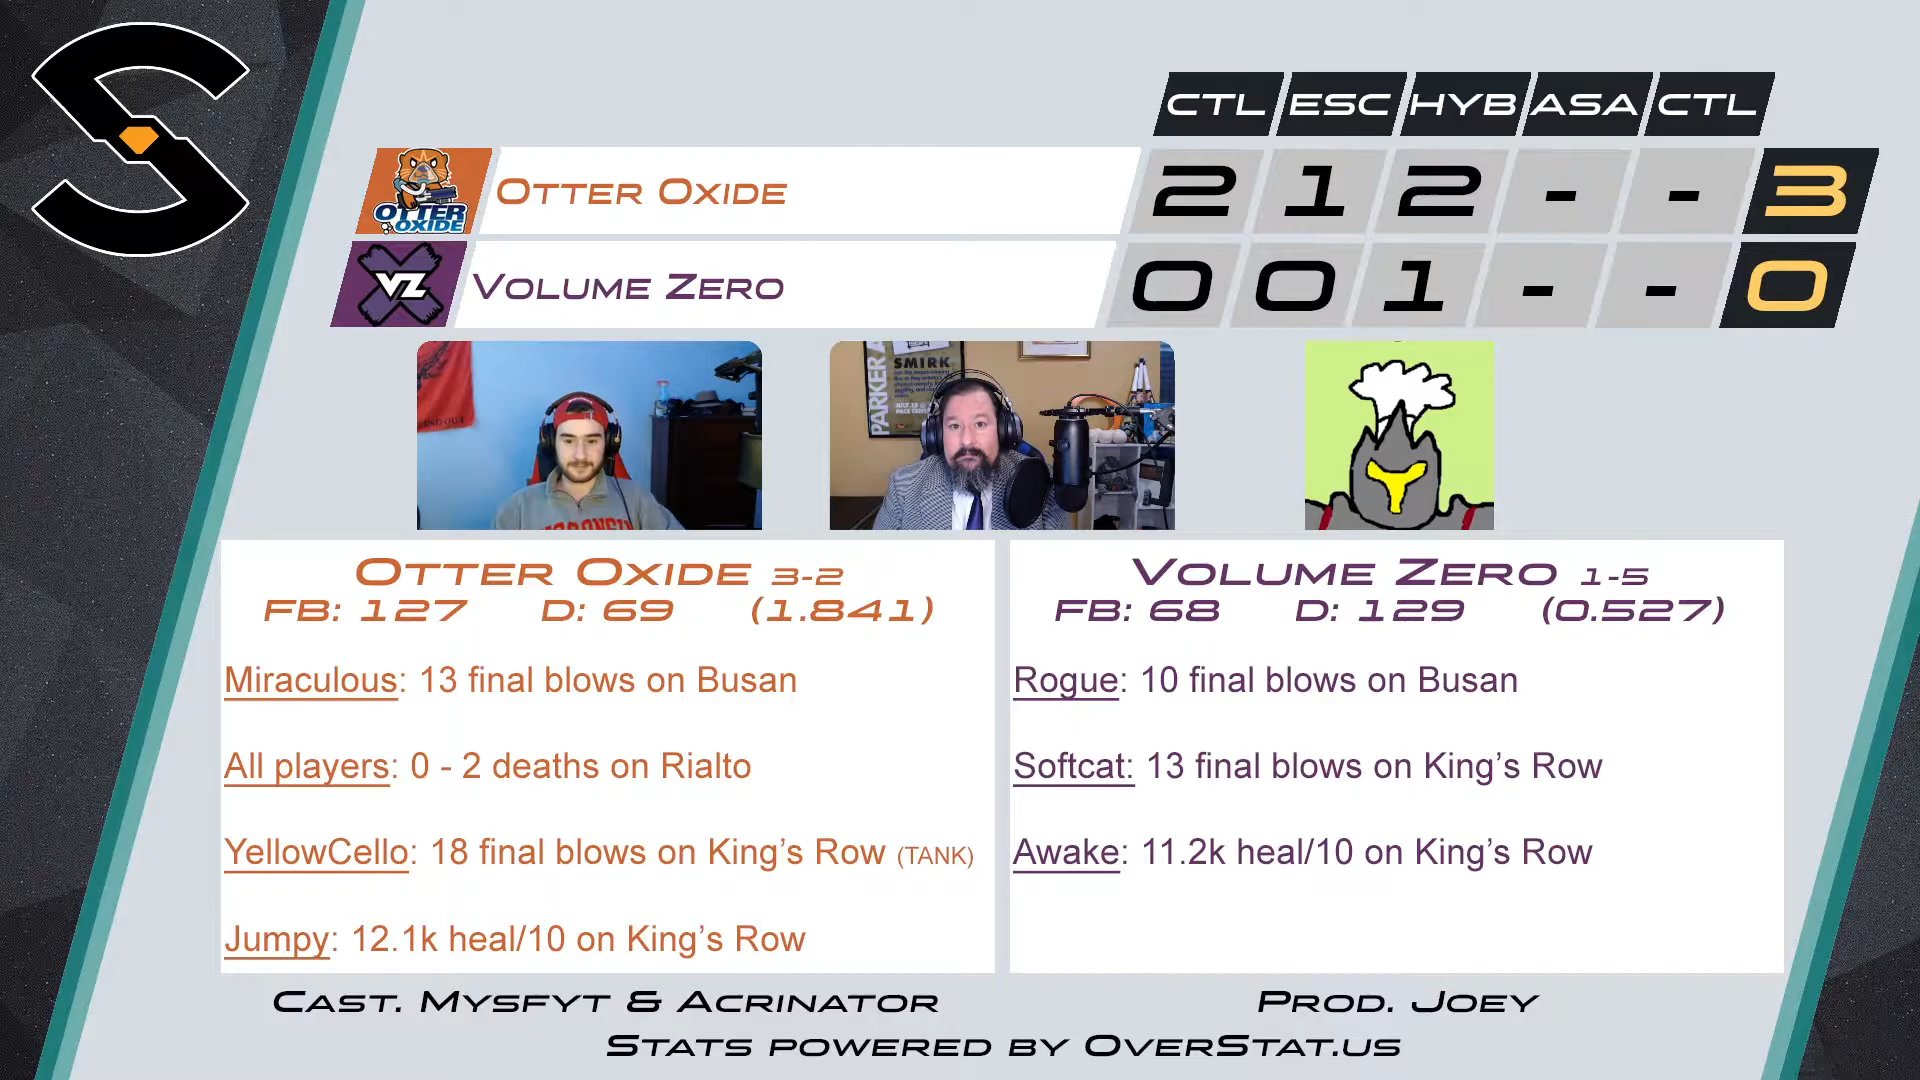 CTL ESC HYB ASA CTL
OTTER OXIDE
OTTER OXIDE 2 1 2 - - 3
VZ
VOLUME ZERO 0 0 1 - - 0
PARKER
SMIRK
OTTER OXIDE 3-2
FB: 127 D: 69 (1.841)
Miraculous: 13 final blows on Busan
All players: 0 - 2 deaths on Rialto
YellowCello: 18 final blows on King's Row (TANK)
Jumpy: 12.1k heal/10 on King's Row
VOLUME ZERO 1-5
FB: 68 D: 129 (0.527)
Rogue: 10 final blows on Busan
Softcat: 13 final blows on King's Row
Awake: 11.2k heal/10 on King's Row
CAST. MYSFYT & ACRINATOR
PROD. JOEY
STATS POWERED BY OVERSTAT.US